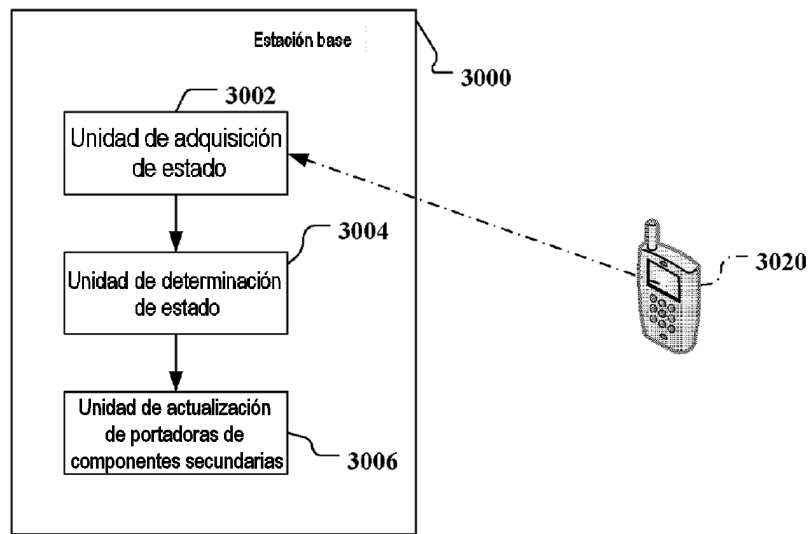 Estación base
3000
3002
Unidad de adquisición
de estado
3004
Unidad de determinación
de estado
3020
Unidad de actualización
de portadoras de
componentes secundarias
3006